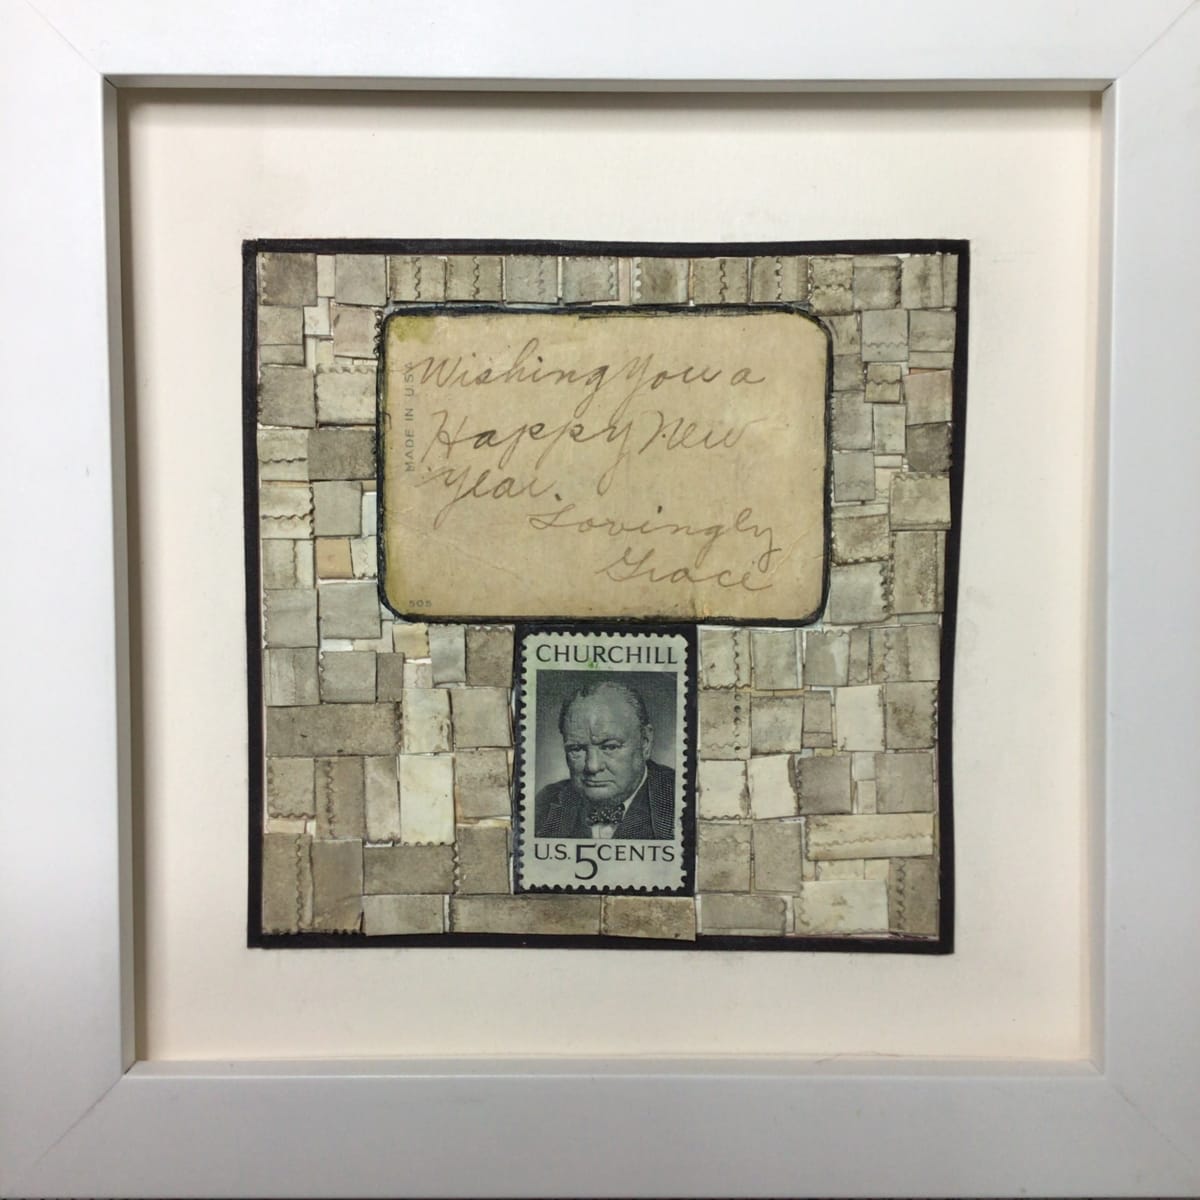 Wishing you a
Happy New
Year.
Lovingly
Grace
MADE IN U.S.
505
CHURCHILL
U.S. 5 CENTS